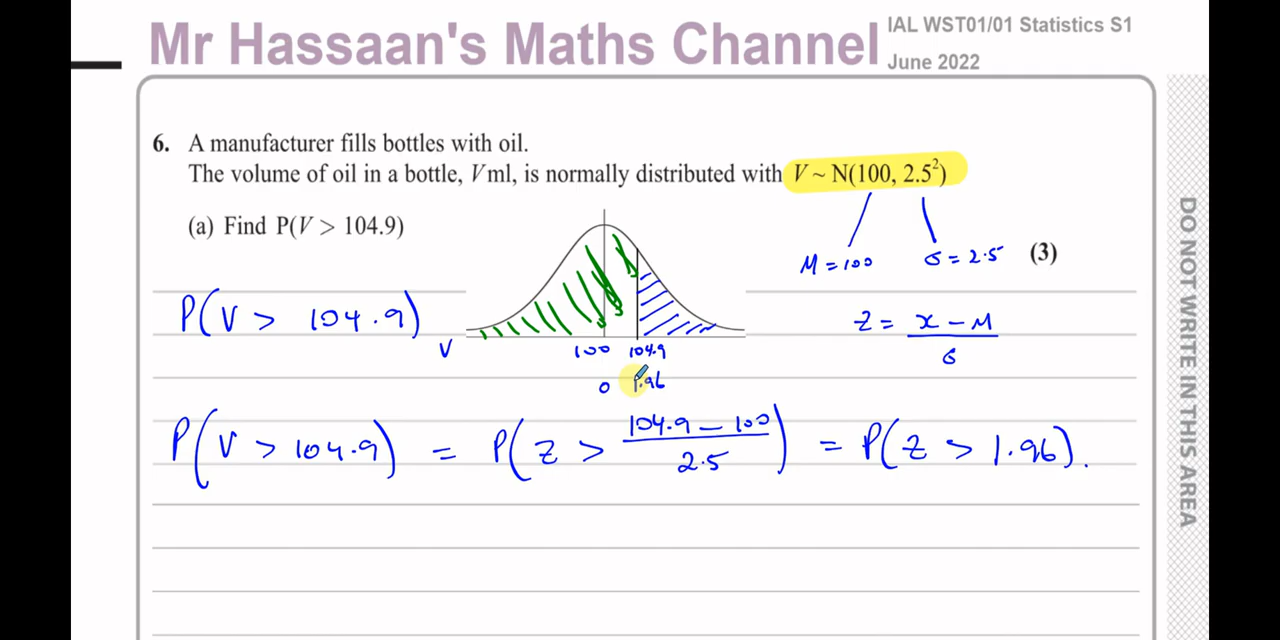 Mr Hassaan's Maths Channel
IAL WST01/01 Statistics S1
June 2022
6. A manufacturer fills bottles with oil.
The volume of oil in a bottle, V ml, is normally distributed with V ~ N(100, 2.5²)
(a) Find P(V > 104.9)
(3)
μ = 100
σ = 2.5
P(V > 104.9)
z = (x - μ)/σ
V
100 104.9
0 1.96
P(V > 104.9) = P(Z > (104.9 - 100)/2.5) = P(Z > 1.96).
DO NOT WRITE IN THIS AREA